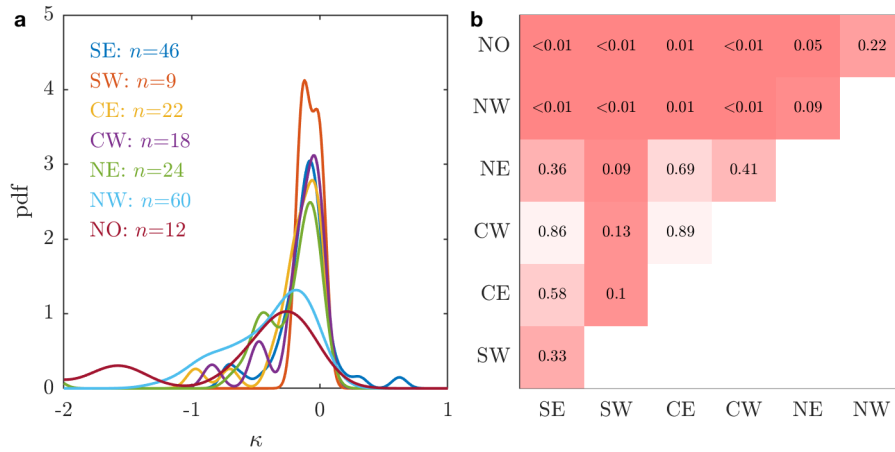 a
b
5
4
3
2
1
0
pdf
SE: n=46
SW: n=9
CE: n=22
CW: n=18
NE: n=24
NW: n=60
NO: n=12
-2 -1 0 1
κ
NO <0.01 <0.01 0.01 <0.01 0.05 0.22
NW <0.01 <0.01 0.01 <0.01 0.09
NE 0.36 0.09 0.69 0.41
CW 0.86 0.13 0.89
CE 0.58 0.1
SW 0.33
SE SW CE CW NE NW